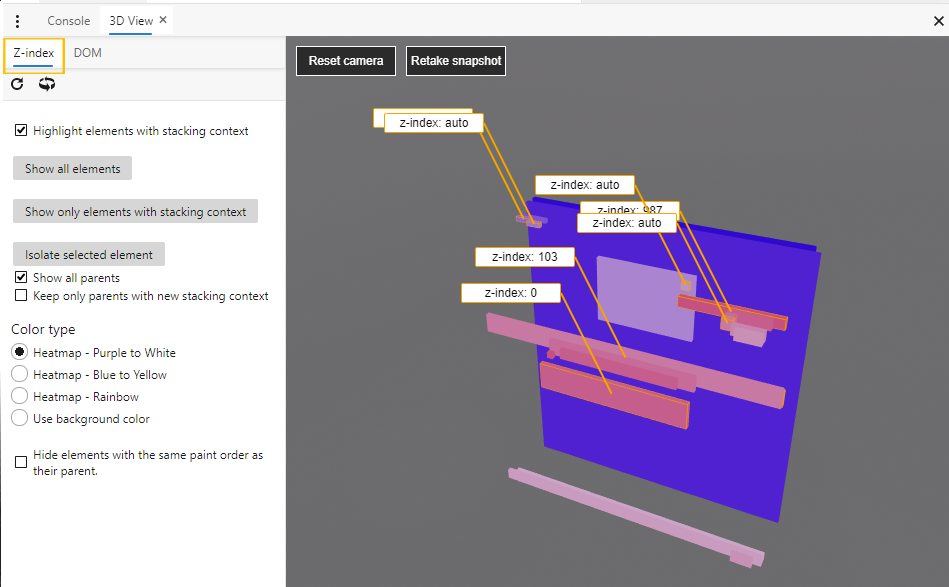 Console
3D View
Z-index
DOM
Reset camera
Retake snapshot
Highlight elements with stacking context
Show all elements
Show only elements with stacking context
Isolate selected element
Show all parents
Keep only parents with new stacking context
Color type
Heatmap - Purple to White
Heatmap - Blue to Yellow
Heatmap - Rainbow
Use background color
Hide elements with the same paint order as
their parent.
z-index: auto
z-index: auto
z-index: 987
z-index: auto
z-index: 103
z-index: 0